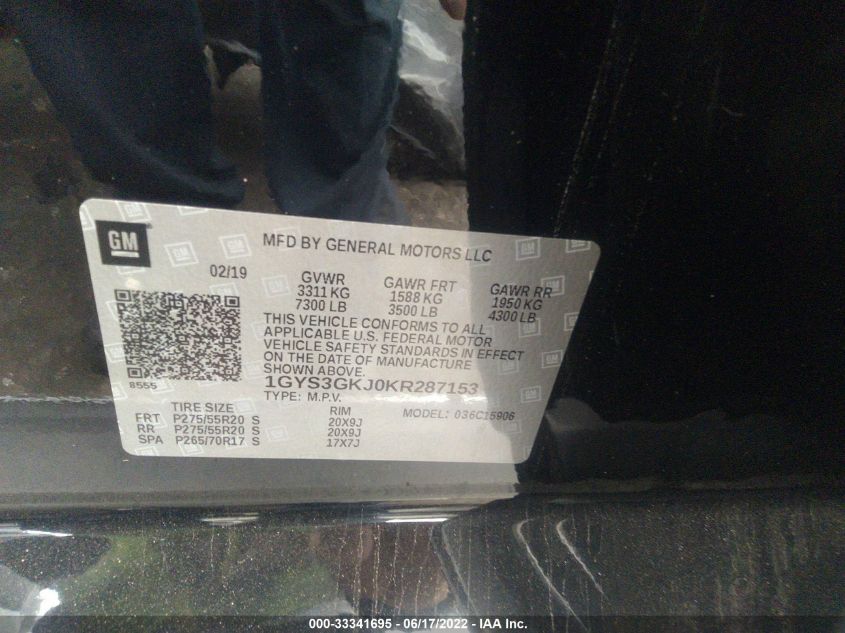 GM
MFD BY GENERAL MOTORS LLC
02/19
GVWR
3311 KG
7300 LB
GAWR FRT
1588 KG
3500 LB
GAWR RR
1950 KG
4300 LB
THIS VEHICLE CONFORMS TO ALL
APPLICABLE U.S. FEDERAL MOTOR
VEHICLE SAFETY STANDARDS IN EFFECT
ON THE DATE OF MANUFACTURE
SHOWN ABOVE.
8555
1GYS3GKJ0KR287153
TYPE: M.P.V.
MODEL: 036C15906
TIRE SIZE RIM
FRT P275/55R20 S 20X9J
RR P275/55R20 S 20X9J
SPA P265/70R17 S 17X7J
000-33341695 - 06/17/2022 - IAA Inc.